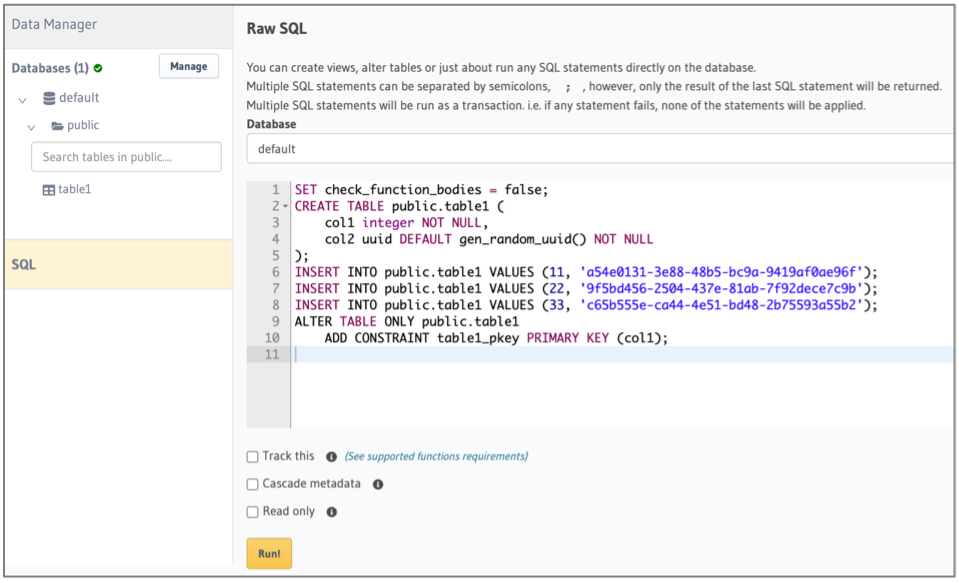 Data Manager
Databases (1)
Manage
default
public
Search tables in public....
table1
SQL
Raw SQL
You can create views, alter tables or just about run any SQL statements directly on the database.
Multiple SQL statements can be separated by semicolons, ; , however, only the result of the last SQL statement will be returned.
Multiple SQL statements will be run as a transaction. i.e. if any statement fails, none of the statements will be applied.
Database
default
1 SET check_function_bodies = false;
2 CREATE TABLE public.table1 (
3 col1 integer NOT NULL,
4 col2 uuid DEFAULT gen_random_uuid() NOT NULL
5 );
6 INSERT INTO public.table1 VALUES (11, 'a54e0131-3e88-48b5-bc9a-9419af0ae96f');
7 INSERT INTO public.table1 VALUES (22, '9f5bd456-2504-437e-81ab-7f92dece7c9b');
8 INSERT INTO public.table1 VALUES (33, 'c65b555e-ca44-4e51-bd48-2b75593a55b2');
9 ALTER TABLE ONLY public.table1
10 ADD CONSTRAINT table1_pkey PRIMARY KEY (col1);
11
Track this (See supported functions requirements)
Cascade metadata
Read only
Run!